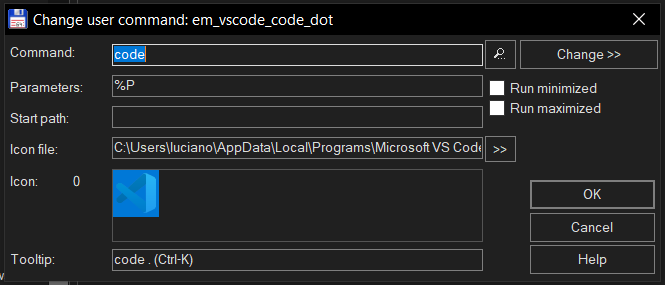 Change user command: em_vscode_code_dot
Command: code Change >>
Parameters: %P Run minimized
Run maximized
Start path:
Icon file: C:\Users\luciano\AppData\Local\Programs\Microsoft VS Code >>
Icon: 0
OK
Cancel
Tooltip: code . (Ctrl-K) Help